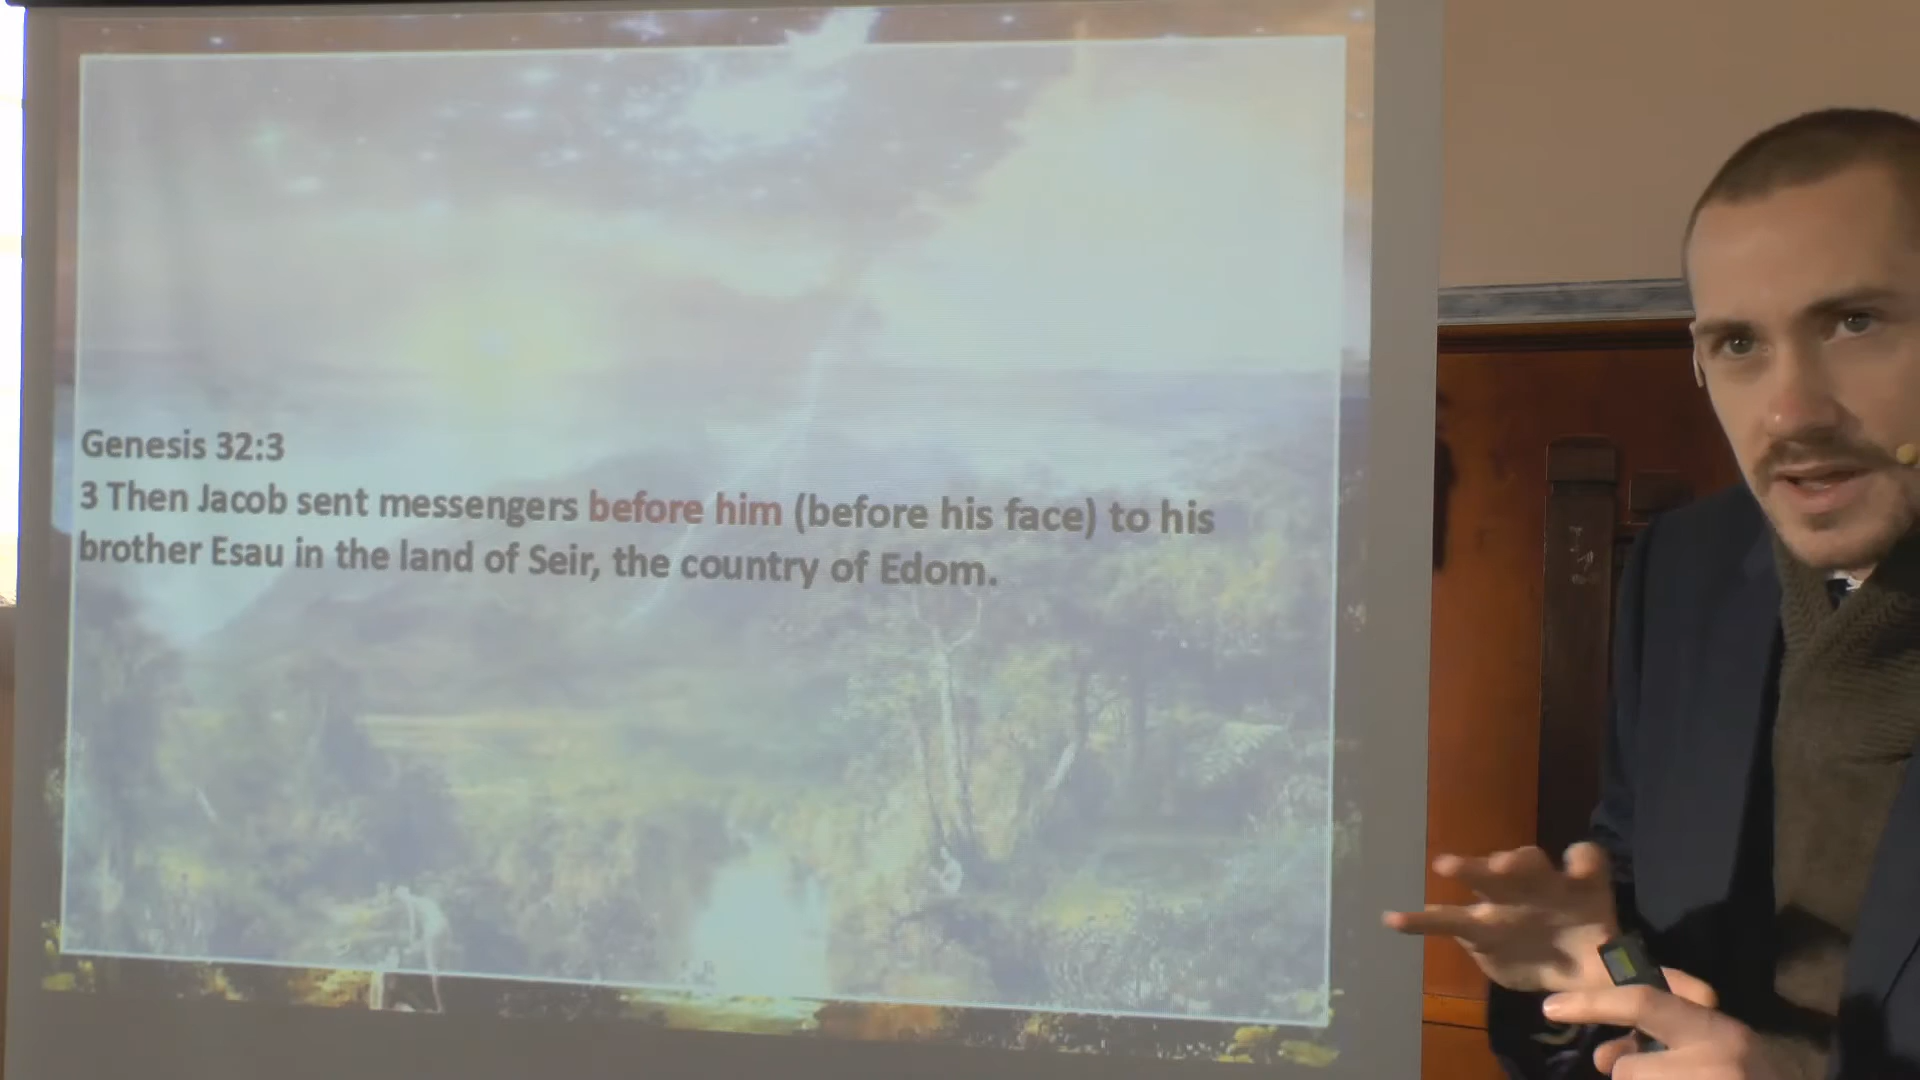 Genesis 32:3
3 Then Jacob sent messengers before him (before his face) to his
brother Esau in the land of Seir, the country of Edom.